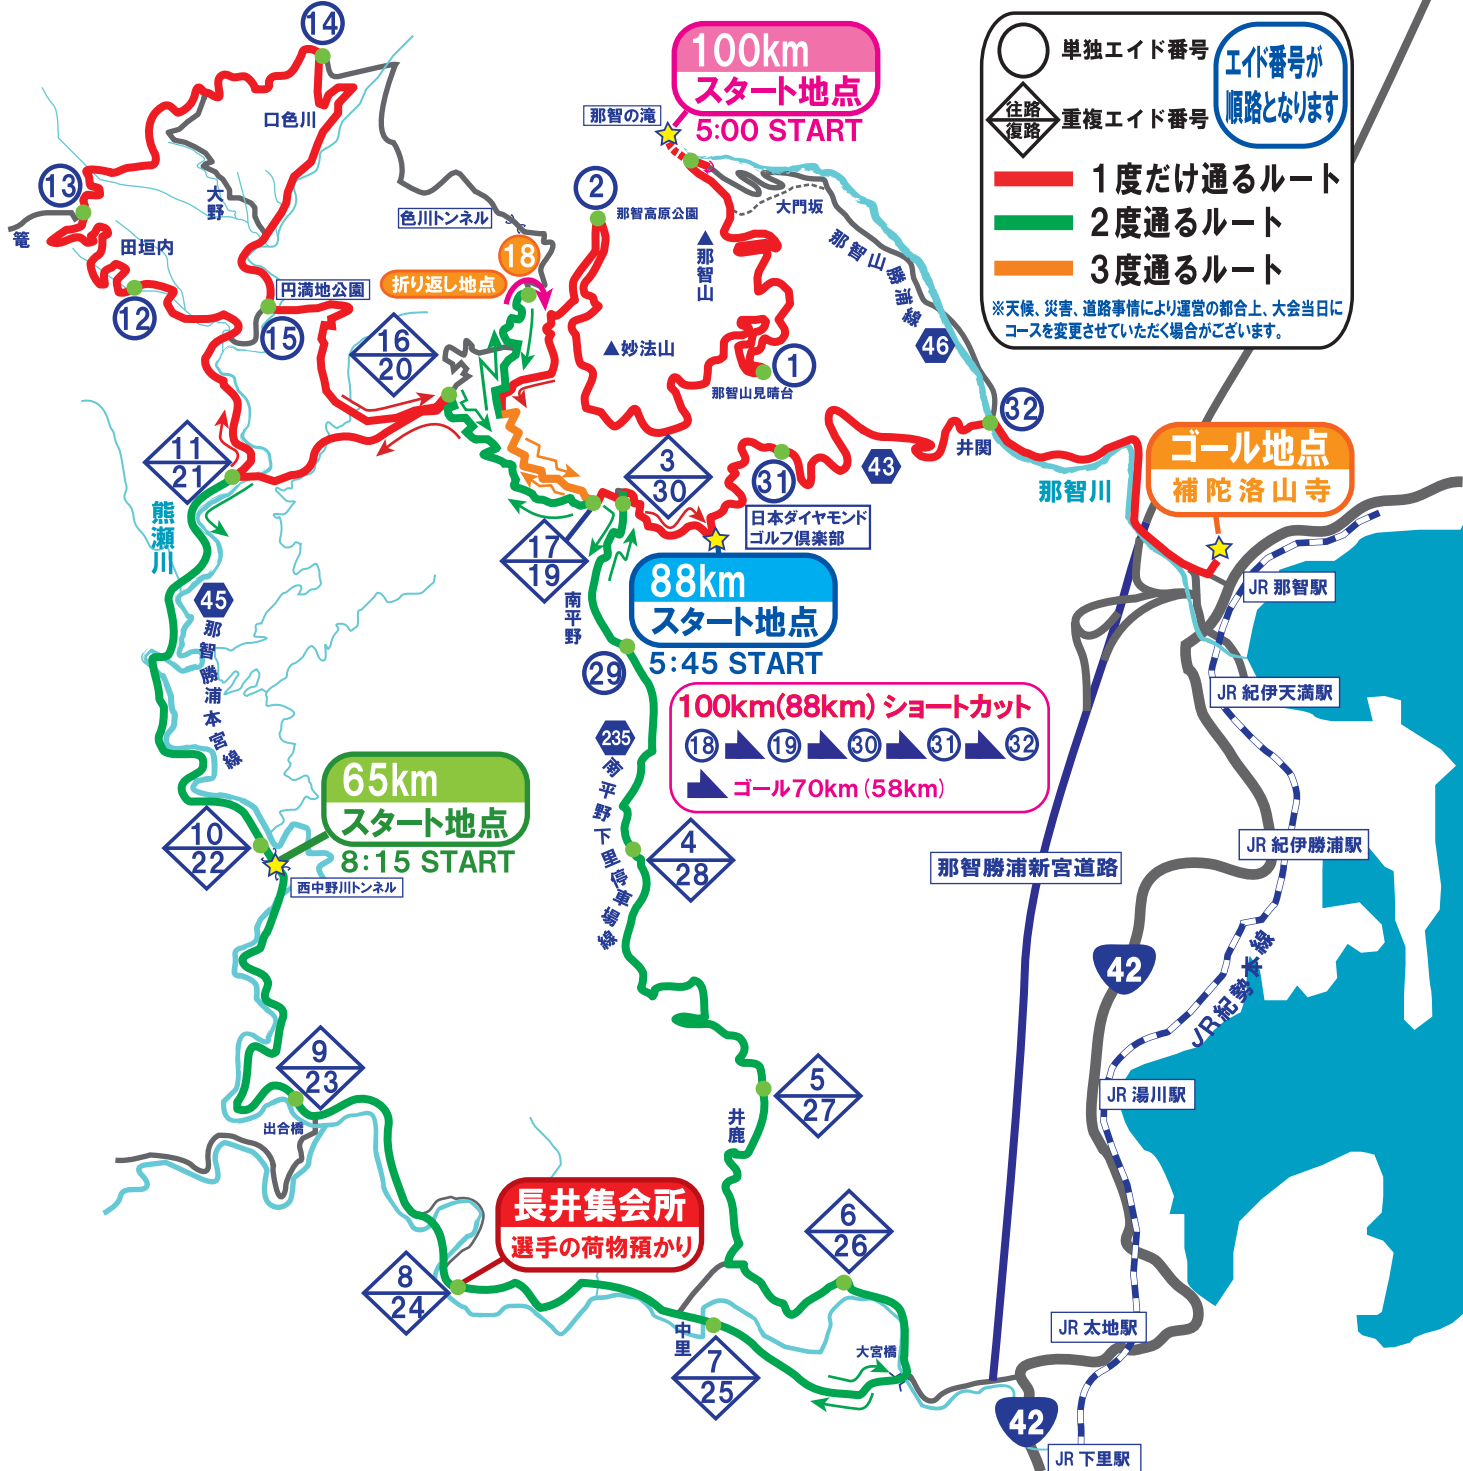 14
100km
スタート地点
5:00 START
那智の滝
単独エイド番号
往路
復路
重複エイド番号
エイド番号が
順路となります
1度だけ通るルート
2度通るルート
3度通るルート
※天候、災害、道路事情により運営の都合上、大会当日に
コースを変更させていただく場合がございます。
口色川
13
大野
篭
田垣内
12
円満地公園
15
色川トンネル
18
折り返し地点
2
那智高原公園
那智山
大門坂
那智山勝浦線
46
妙法山
1
那智山見晴台
16
20
11
21
熊瀬川
3
30
31
43
32
井関
那智川
日本ダイヤモンド
ゴルフ倶楽部
17
19
南平野
88km
スタート地点
5:45 START
ゴール地点
補陀洛山寺
JR 那智駅
JR 紀伊天満駅
JR 紀伊勝浦駅
45
那智勝浦本宮線
29
235
南平野下里停車場線
100km(88km) ショートカット
18
19
30
31
32
ゴール70km (58km)
65km
スタート地点
8:15 START
10
22
西中野川トンネル
4
28
那智勝浦新宮道路
42
JR紀勢本線
9
23
出合橋
5
27
井鹿
JR 湯川駅
長井集会所
選手の荷物預かり
6
26
8
24
中里
7
25
大宮橋
JR 太地駅
42
JR 下里駅